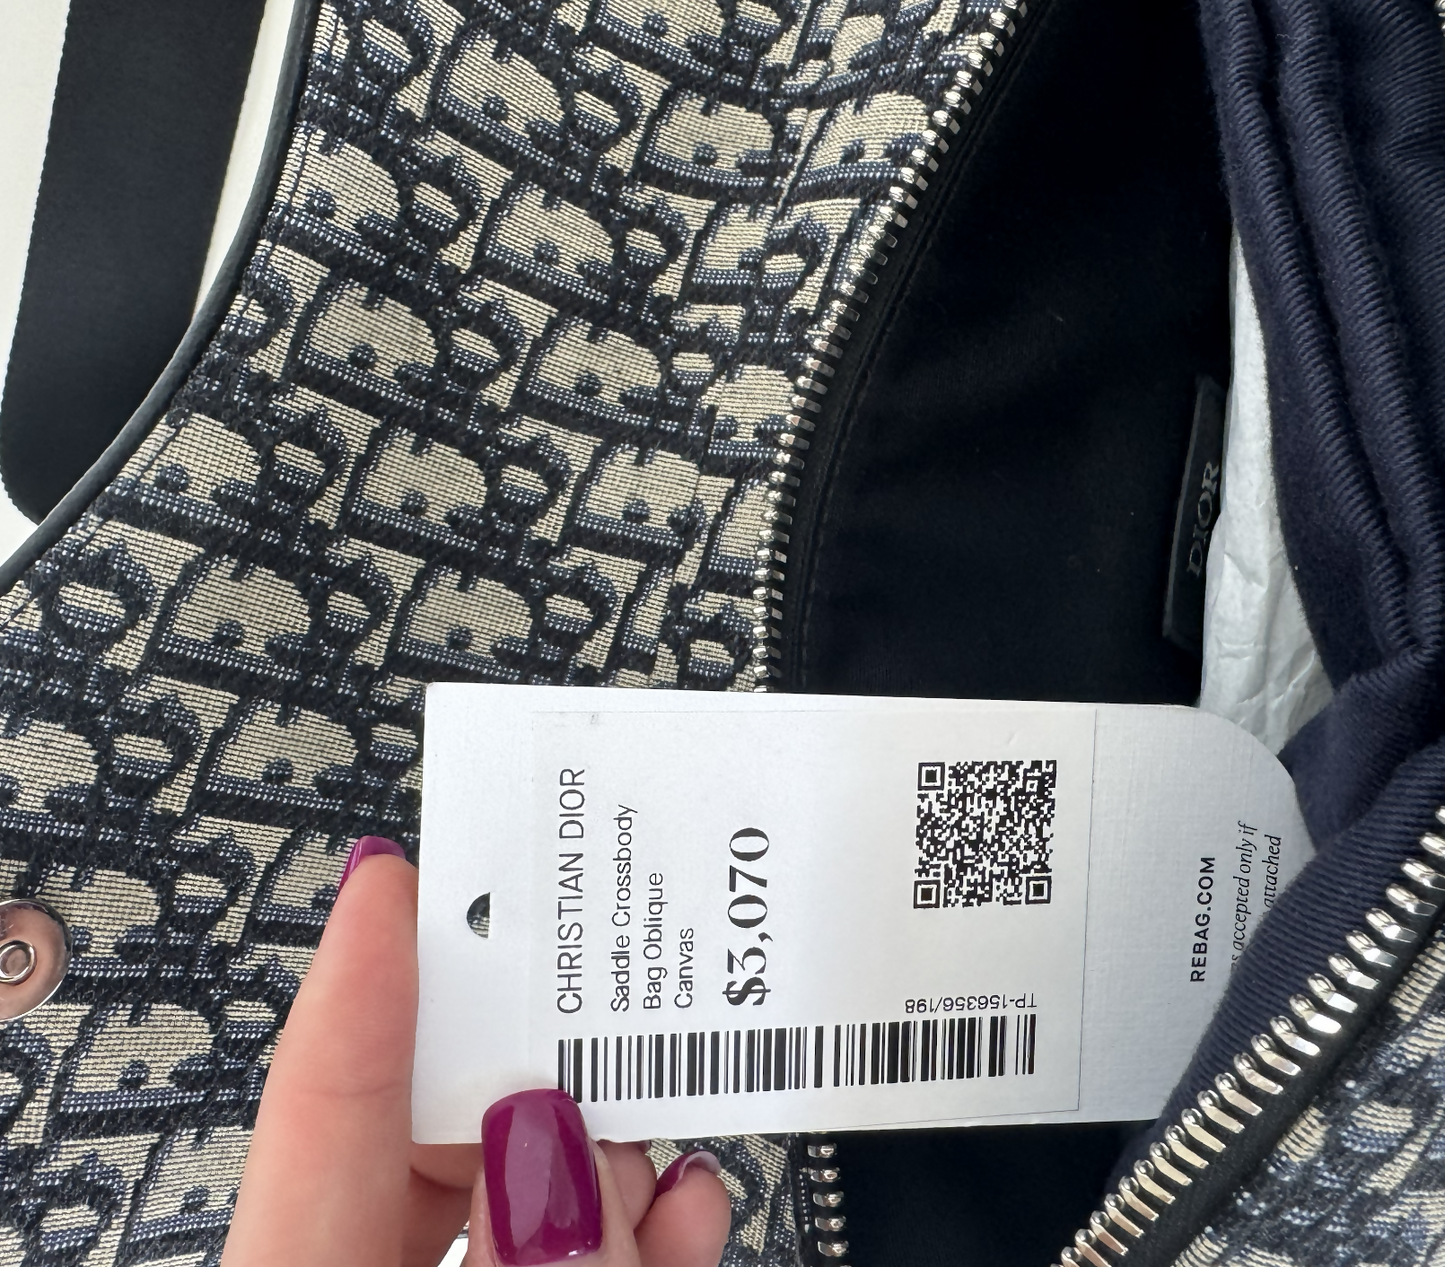 CHRISTIAN DIOR
Saddle Crossbody
Bag Oblique
Canvas
$3,070
TP-156356/198
REBAG.COM
accepted only if
attached
DIOR